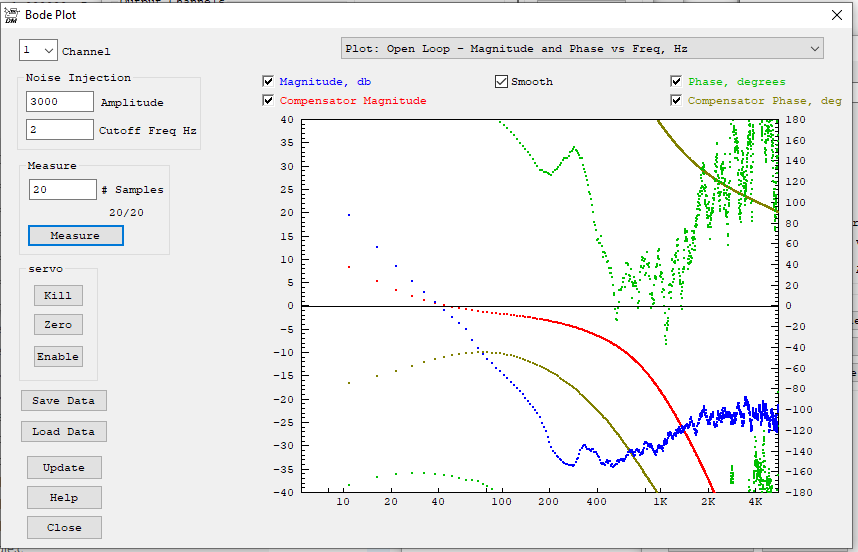 Output Channels
DM
Bode Plot
1
Channel
Plot: Open Loop - Magnitude and Phase vs Freq, Hz
Noise Injection
3000
Amplitude
2
Cutoff Freq Hz
Measure
20
# Samples
20/20
Measure
servo
Kill
Zero
Enable
Save Data
Load Data
Update
Help
Close
Magnitude, db
Smooth
Phase, degrees
Compensator Magnitude
Compensator Phase, deg
40
35
30
25
20
15
10
5
0
-5
-10
-15
-20
-25
-30
-35
-40
180
160
140
120
100
80
60
40
20
0
-20
-40
-60
-80
-100
-120
-140
-160
-180
10
20
40
100
200
400
1K
2K
4K